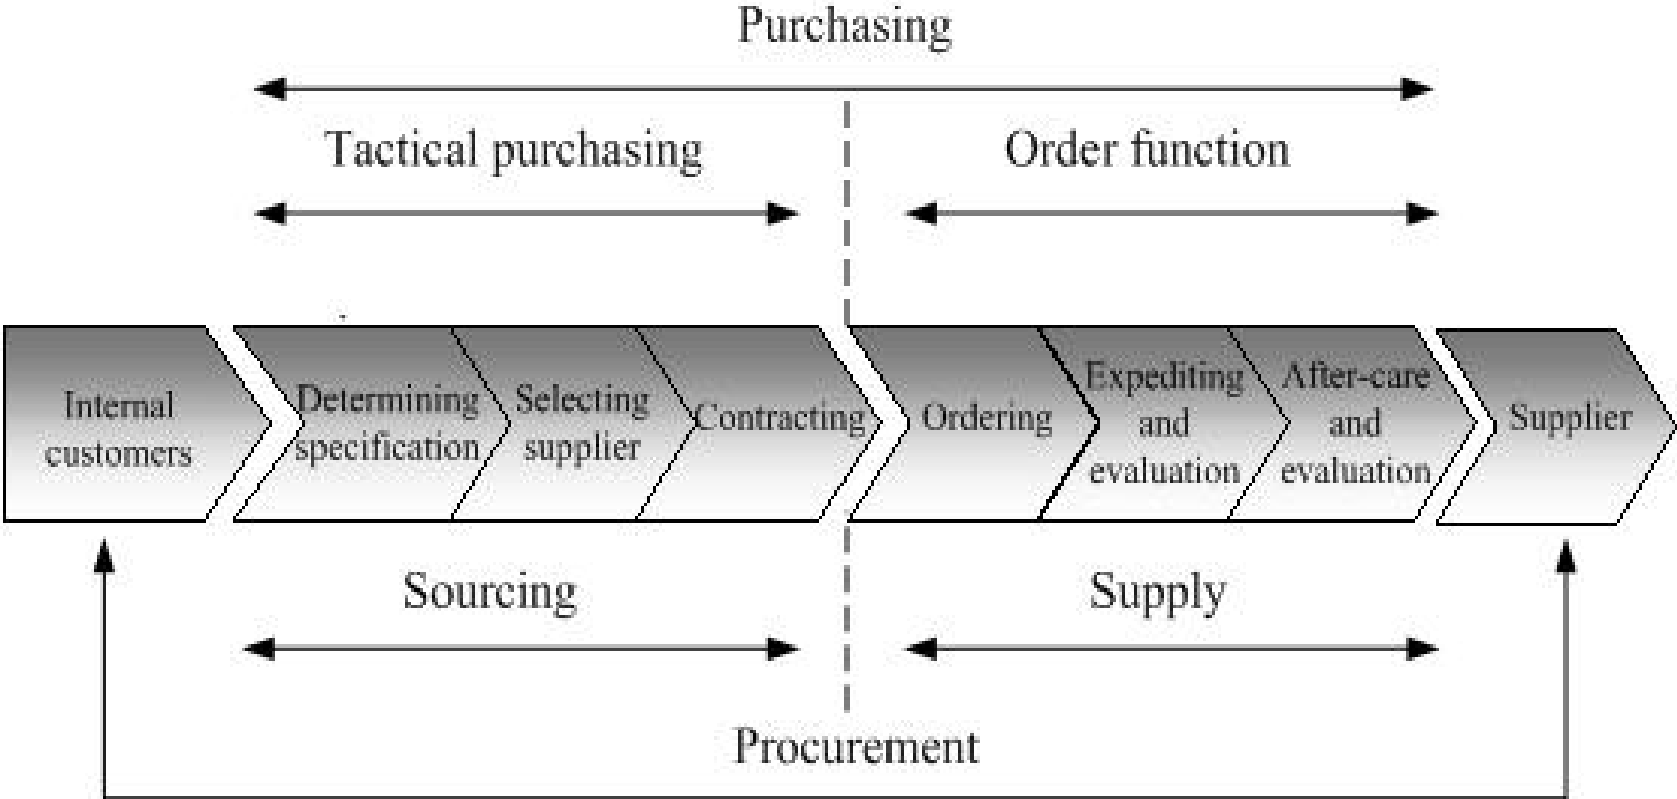 Purchasing
Tactical purchasing
Order function
Internal
customers
Determining
specification
Selecting
supplier
Contracting
Ordering
Expediting
and
evaluation
After-care
and
evaluation
Supplier
Sourcing
Supply
Procurement